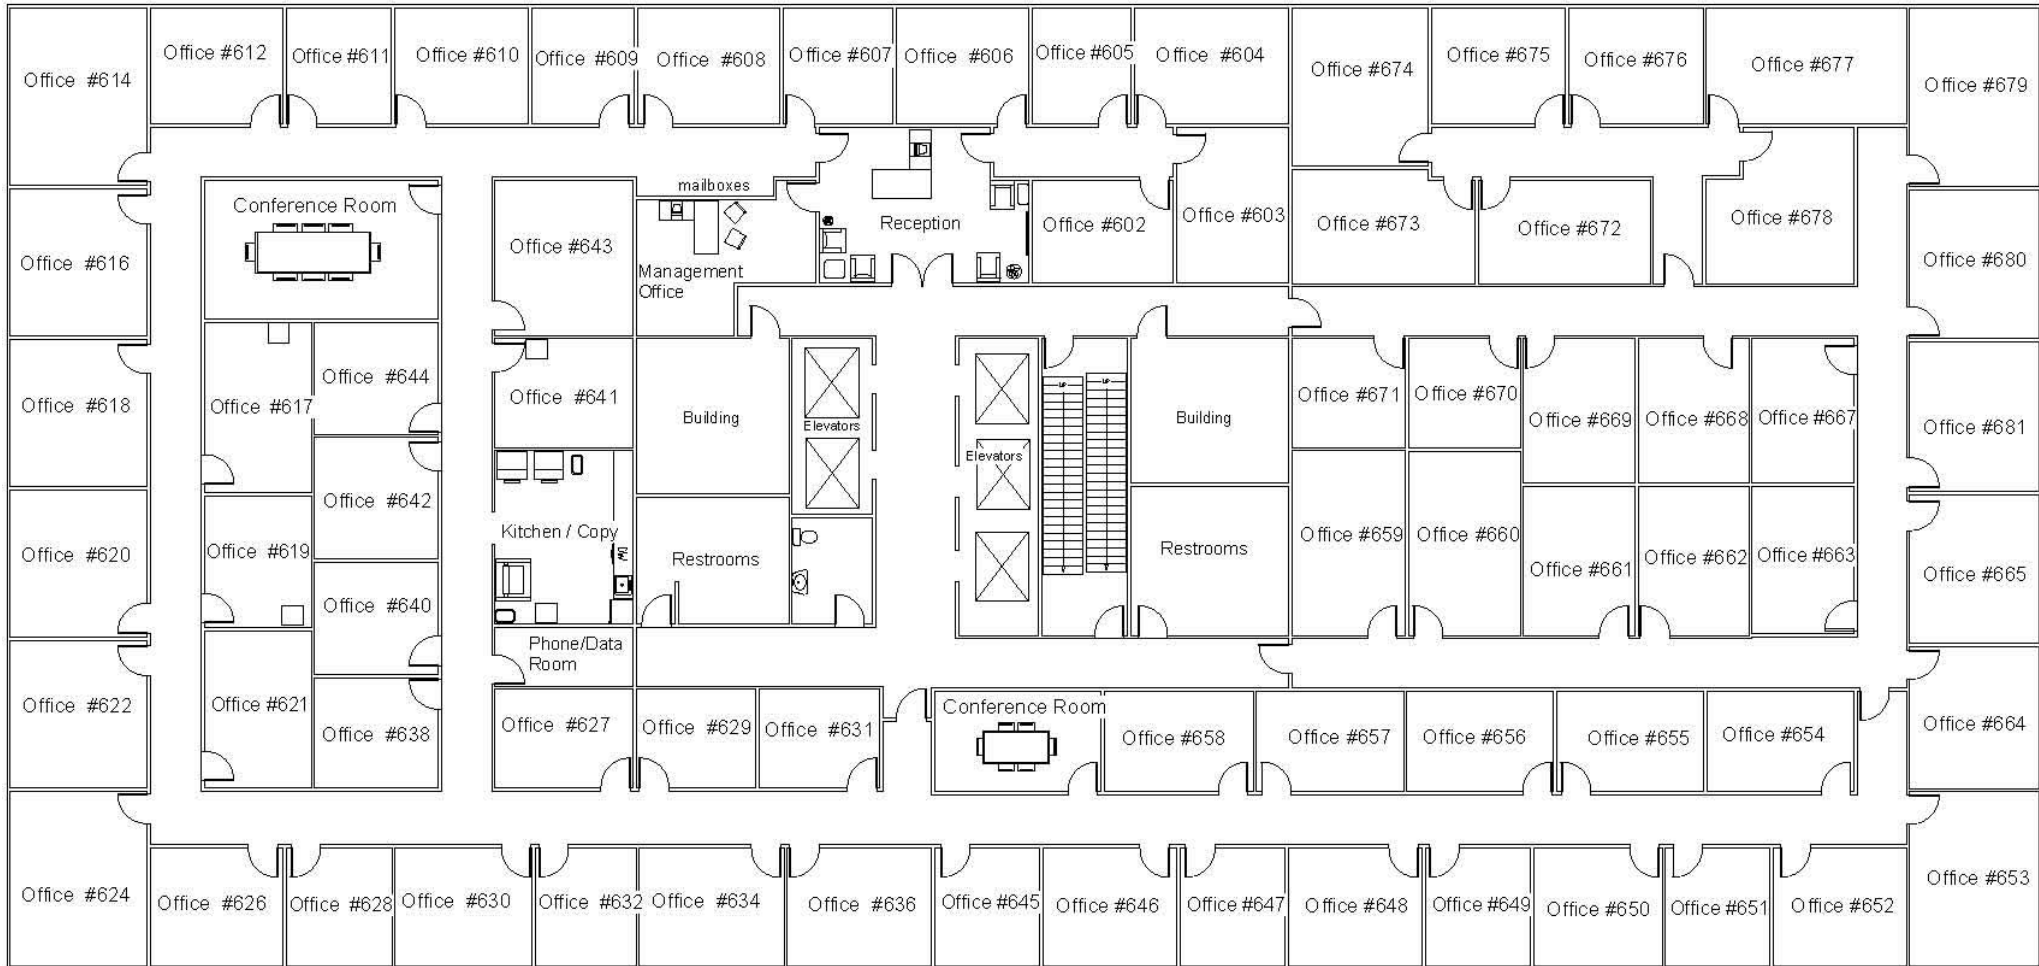 Office #614
Office #612
Office #611
Office #610
Office #609
Office #608
Office #607
Office #606
Office #605
Office #604
Office #674
Office #675
Office #676
Office #677
Office #679
mailboxes
Conference Room
Office #643
Reception
Office #602
Office #603
Office #673
Office #672
Office #678
Office #616
Management
Office
Office #680
Office #618
Office #617
Office #644
Office #641
Building
Elevators
Elevators
Building
Office #671
Office #670
Office #669
Office #668
Office #667
Office #681
UP
UP
Office #642
Office #620
Office #619
Kitchen / Copy
DW
Restrooms
Restrooms
Office #659
Office #660
Office #661
Office #662
Office #663
Office #665
Office #640
Phone/Data
Room
Office #622
Office #621
Office #638
Office #627
Office #629
Office #631
Conference Room
Office #658
Office #657
Office #656
Office #655
Office #654
Office #664
Office #624
Office #626
Office #628
Office #630
Office #632
Office #634
Office #636
Office #645
Office #646
Office #647
Office #648
Office #649
Office #650
Office #651
Office #652
Office #653